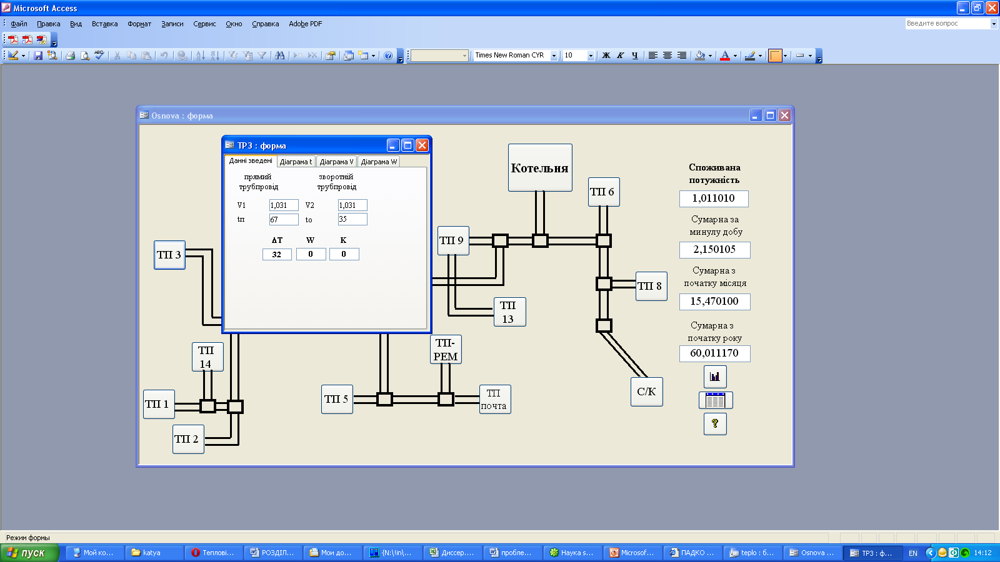 Microsoft Access
Файл Правка Вид Вставка Формат Записи Сервис Окно Справка Adobe PDF
Введите вопрос
Times New Roman CYR 10 Ж К Ч
Osnova : форма
ТР3 : форма
Данні зведені Діаграма t Діаграма V Діаграма W
прямий зворотній
трубпровід трубпровід
V1 1,031 V2 1,031
tп 67 to 35
ΔT W K
32 0 0
Котельня
ТП 6
ТП 9
ТП 3
ТП 8
ТП
13
ТП
14
ТП-
РЕМ
ТП 1
ТП 5
ТП
почта
С/К
ТП 2
Споживана
потужність
1,011010
Сумарна за
минулу добу
2,150105
Сумарна з
початку місяця
15,470100
Сумарна з
початку року
60,011170
Режим формы
пуск Мой ко... katya Теплові... РОЗДІЛ... Мои до... {N:\!in\... Диссер.... пробле... Наука s... Microsof... ПАДКО ... teplo : б... Osnova ... ТР3 : ф... EN 14:12